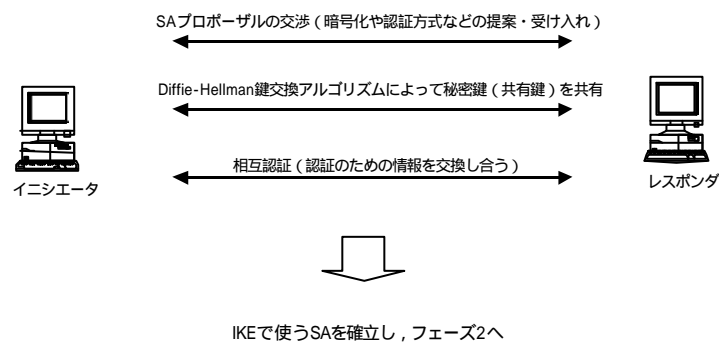 SAプロポーザルの交渉（暗号化や認証方式などの提案・受け入れ）
Diffie-Hellman鍵交換アルゴリズムによって秘密鍵（共有鍵）を共有
相互認証（認証のための情報を交換し合う）
イニシエータ
レスポンダ
IKEで使うSAを確立し，フェーズ2へ